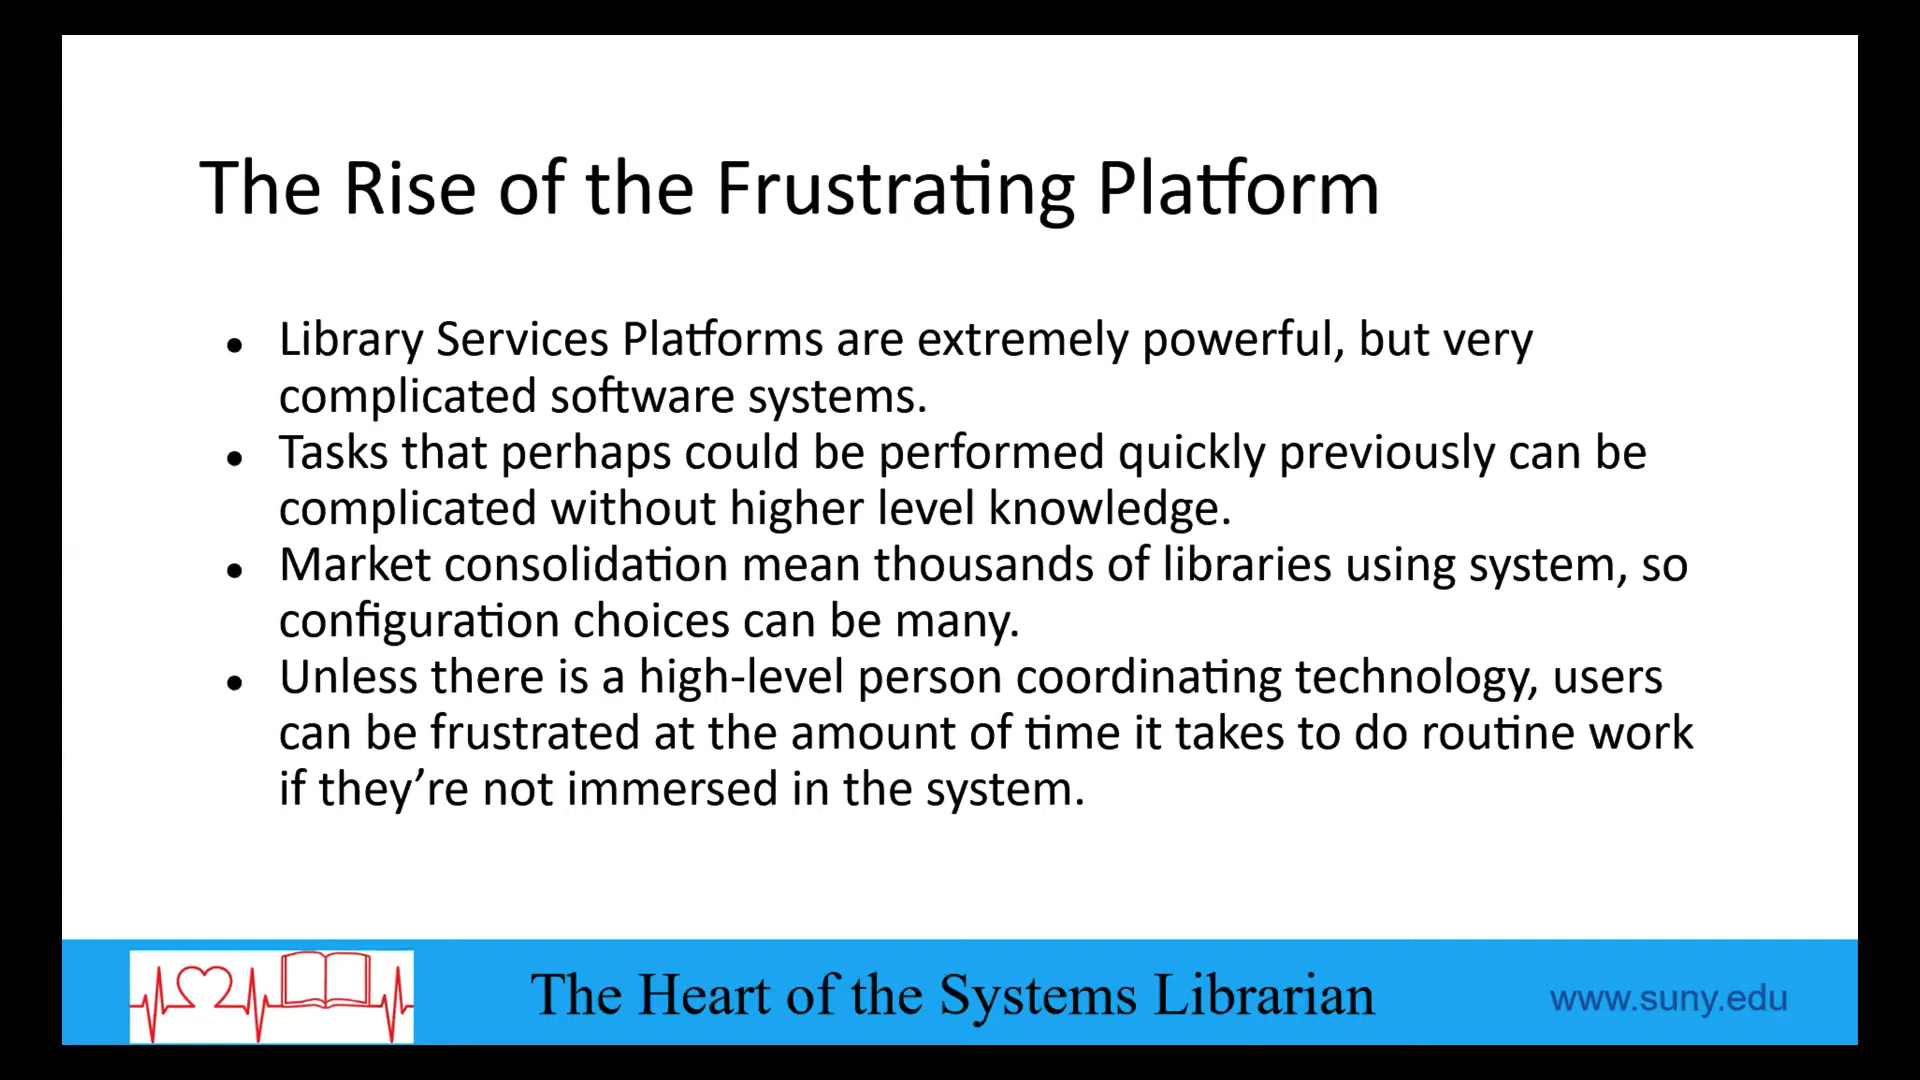 The Rise of the Frustrating Platform
• Library Services Platforms are extremely powerful, but very
complicated software systems.
• Tasks that perhaps could be performed quickly previously can be
complicated without higher level knowledge.
• Market consolidation mean thousands of libraries using system, so
configuration choices can be many.
• Unless there is a high-level person coordinating technology, users
can be frustrated at the amount of time it takes to do routine work
if they’re not immersed in the system.
The Heart of the Systems Librarian
www.suny.edu